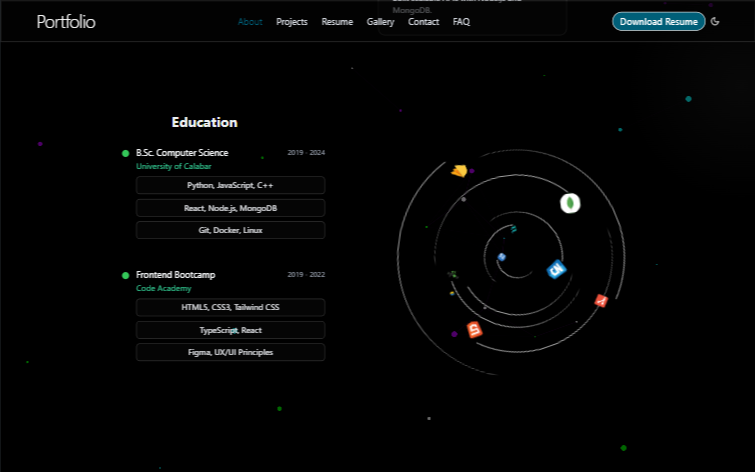 Portfolio
About Projects Resume Gallery Contact FAQ
Download Resume
MongoDB.
Education
B.Sc. Computer Science 2019 - 2024
University of Calabar
Python, JavaScript, C++
React, Node.js, MongoDB
Git, Docker, Linux
Frontend Bootcamp 2019 - 2022
Code Academy
HTML5, CSS3, Tailwind CSS
TypeScript, React
Figma, UX/UI Principles